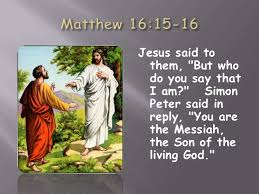 Matthew 16:15-16
Jesus said to
them, "But who
do you say that
I am?" Simon
Peter said in
reply, "You are
the Messiah,
the Son of the
living God."